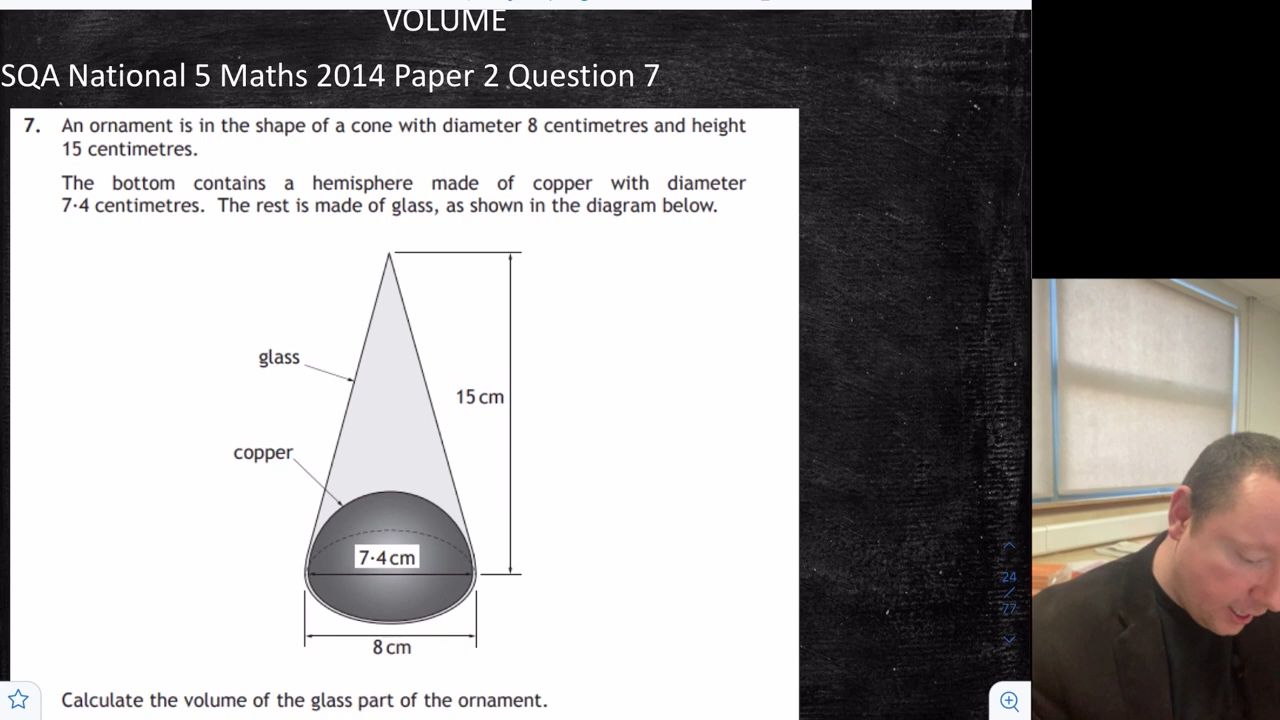 VOLUME
SQA National 5 Maths 2014 Paper 2 Question 7
7. An ornament is in the shape of a cone with diameter 8 centimetres and height
15 centimetres.
The bottom contains a hemisphere made of copper with diameter
7·4 centimetres. The rest is made of glass, as shown in the diagram below.
glass
15 cm
copper
7·4 cm
8 cm
Calculate the volume of the glass part of the ornament.
24
/
77